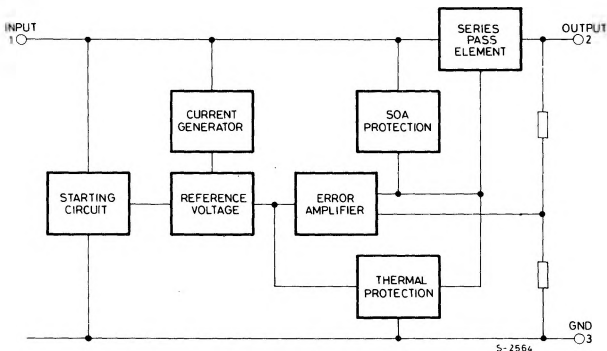 INPUT
1
SERIES
PASS
ELEMENT
OUTPUT
2
CURRENT
GENERATOR
SOA
PROTECTION
STARTING
CIRCUIT
REFERENCE
VOLTAGE
ERROR
AMPLIFIER
THERMAL
PROTECTION
GND
3
S-2564